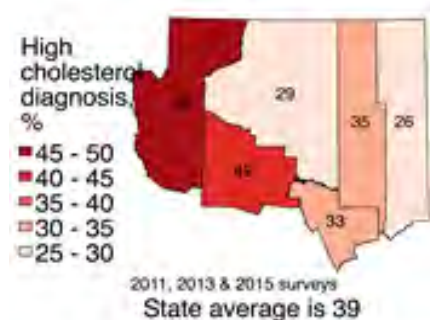 High
cholesterol
diagnosis,
%
45 - 50
40 - 45
35 - 40
30 - 35
25 - 30
29
35
26
33
2011, 2013 & 2015 surveys
State average is 39